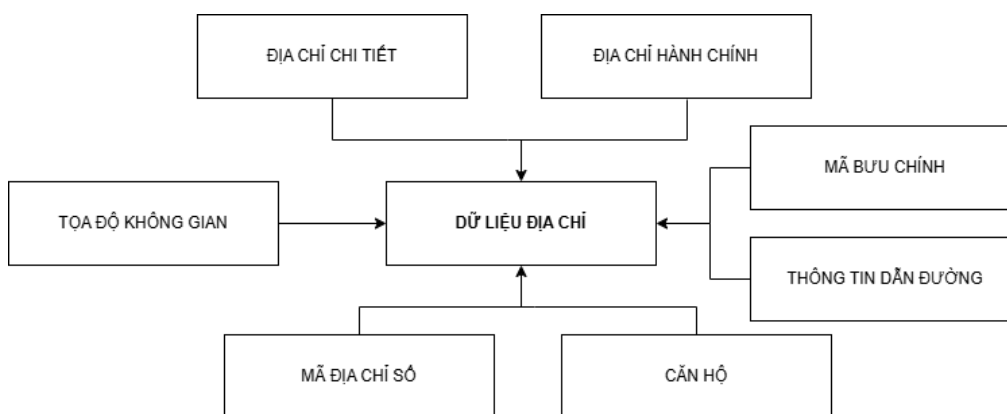 ĐỊA CHỈ CHI TIẾT
ĐỊA CHỈ HÀNH CHÍNH
MÃ BƯU CHÍNH
TỌA ĐỘ KHÔNG GIAN
DỮ LIỆU ĐỊA CHỈ
THÔNG TIN DẪN ĐƯỜNG
MÃ ĐỊA CHỈ SỐ
CĂN HỘ